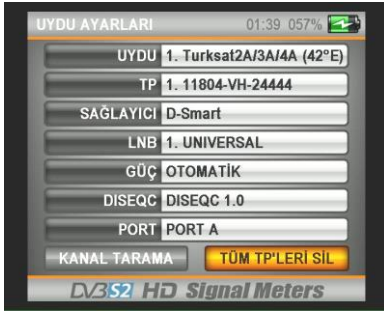 UYDU AYARLARI 01:39 057%
UYDU 1. Turksat2A/3A/4A (42°E)
TP 1. 11804-VH-24444
SAĞLAYICI D-Smart
LNB 1. UNIVERSAL
GÜÇ OTOMATİK
DISEQC DISEQC 1.0
PORT PORT A
KANAL TARAMA TÜM TP'LERİ SİL
DVBS2 HD Signal Meters